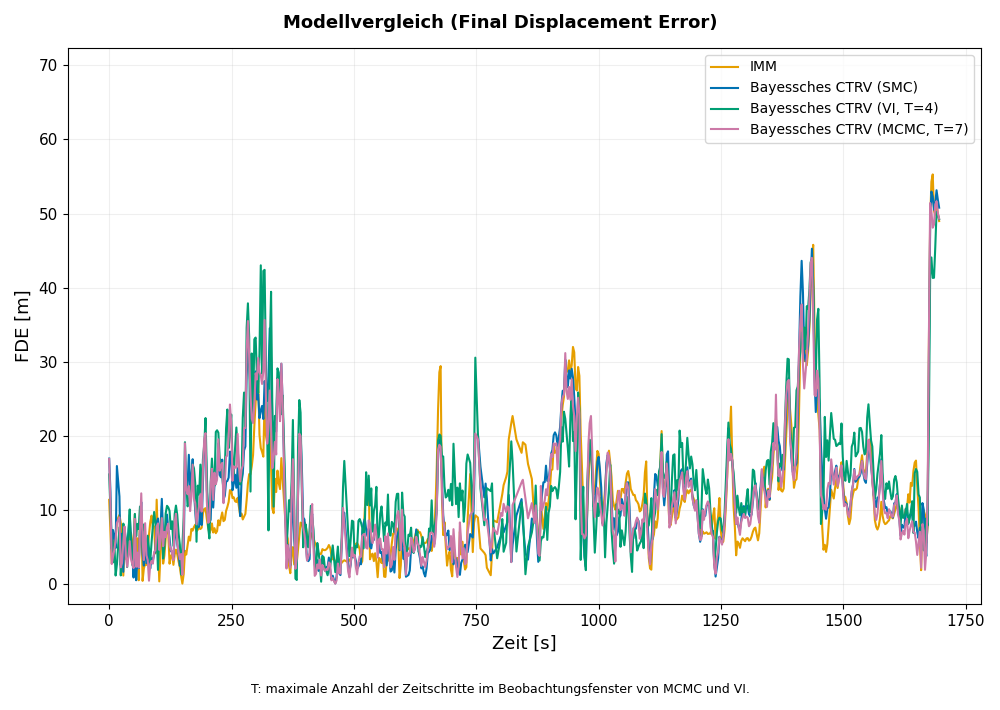 Modellvergleich (Final Displacement Error)
IMM
Bayessches CTRV (SMC)
Bayessches CTRV (VI, T=4)
Bayessches CTRV (MCMC, T=7)
FDE [m]
70
60
50
40
30
20
10
0
0 250 500 750 1000 1250 1500 1750
Zeit [s]
T: maximale Anzahl der Zeitschritte im Beobachtungsfenster von MCMC und VI.